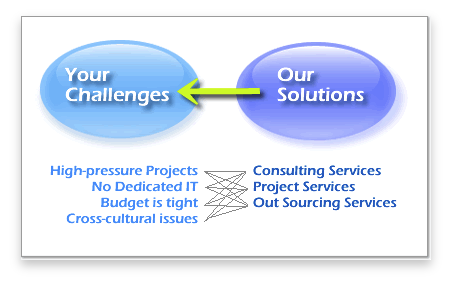 Your
Challenges
Our
Solutions
High-pressure Projects
No Dedicated IT
Budget is tight
Cross-cultural issues
Consulting Services
Project Services
Out Sourcing Services